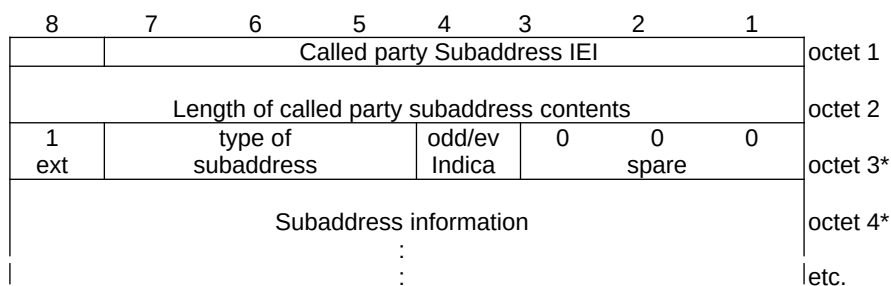 8 7 6 5 4 3 2 1
Called party Subaddress IEI octet 1
Length of called party subaddress contents octet 2
1 type of odd/ev 0 0 0
ext subaddress Indica spare octet 3*
Subaddress information octet 4*
:
: etc.